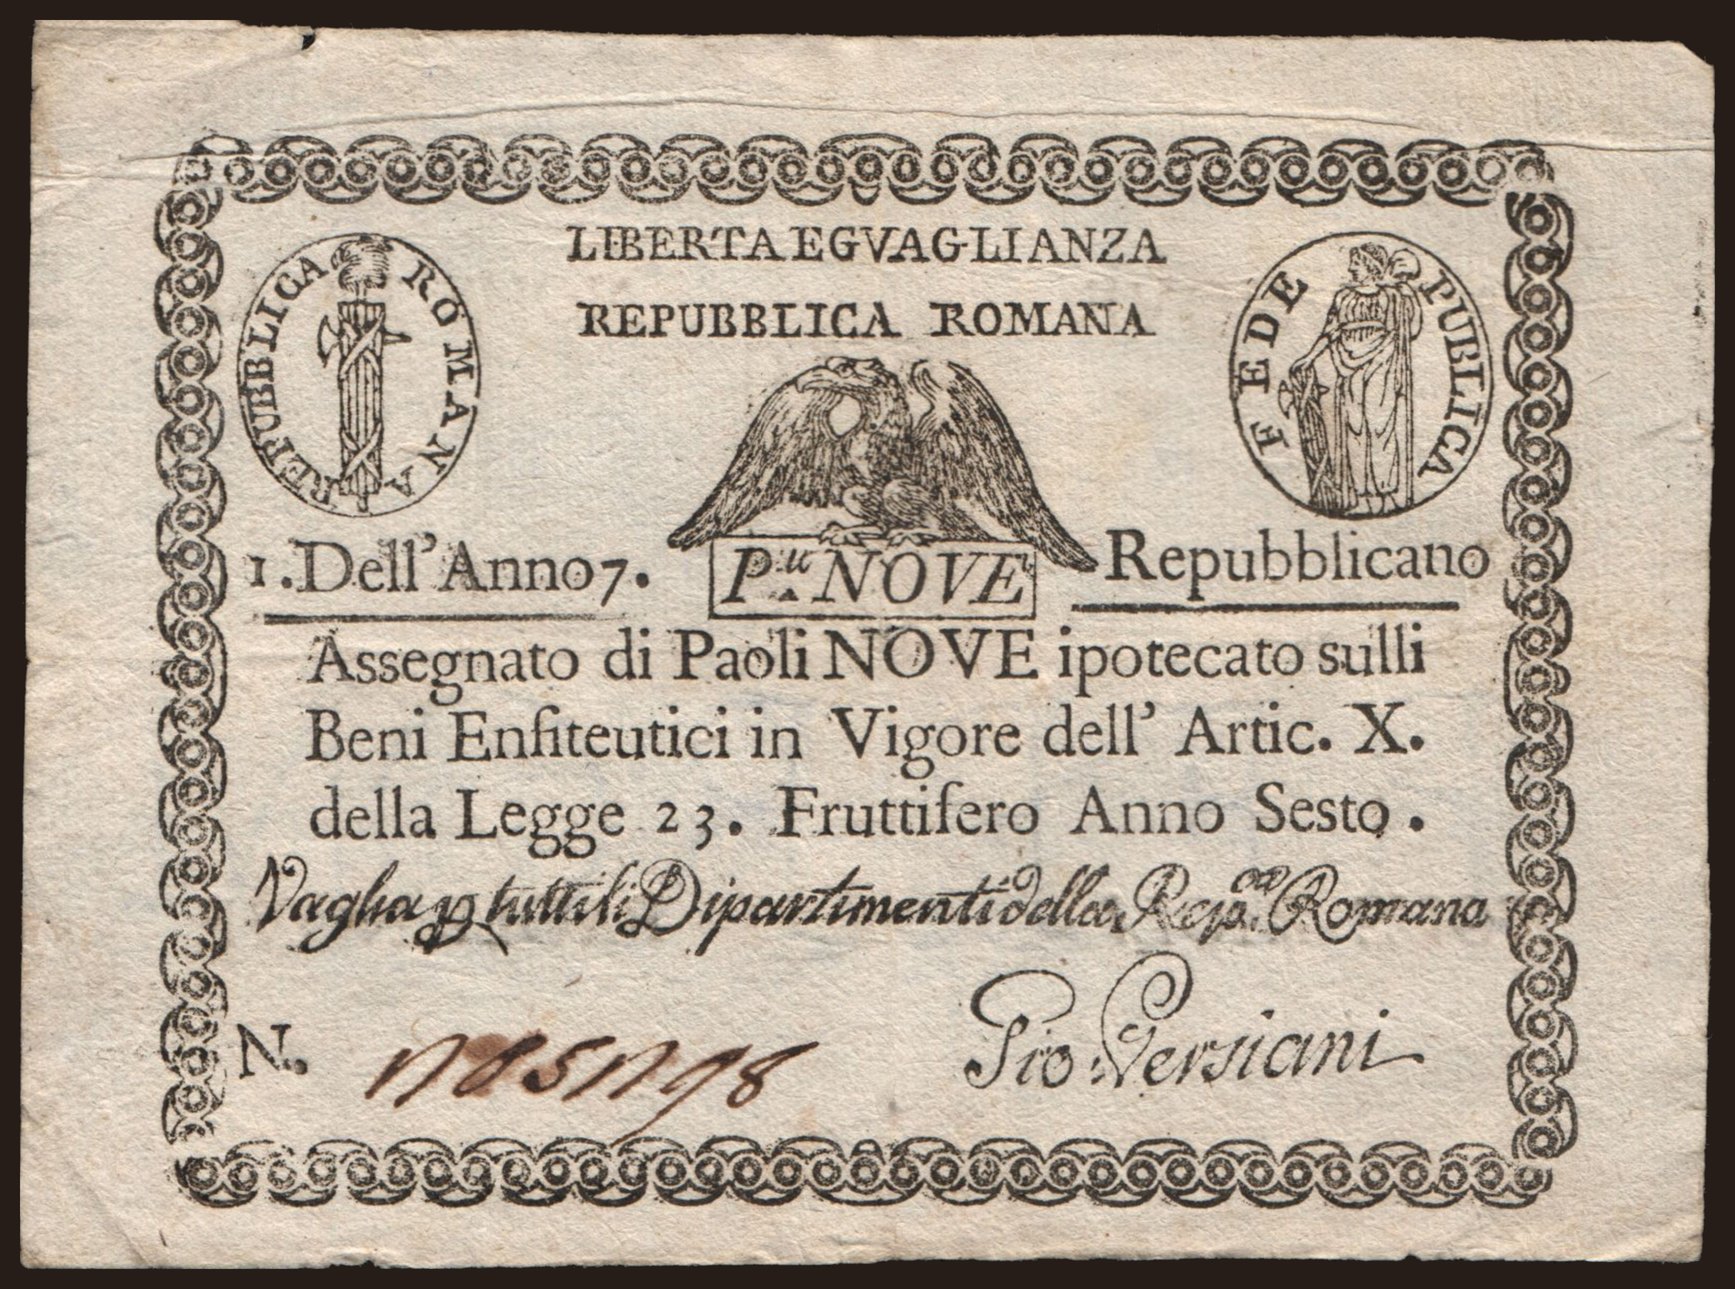 LIBERTA EGVAGLIANZA
REPUBBLICA ROMANA
REPUBBLICA ROMANA
FEDE PUBLICA
1. Dell' Anno 7. P.u NOVE Repubblicano
Assegnato di Paoli NOVE ipotecato sulli
Beni Enfiteutici in Vigore dell' Artic. X.
della Legge 23. Fruttifero Anno Sesto.
Vaglia p tutti li Dipartimenti della Rep.ca Romana
N.
Pio Persiani